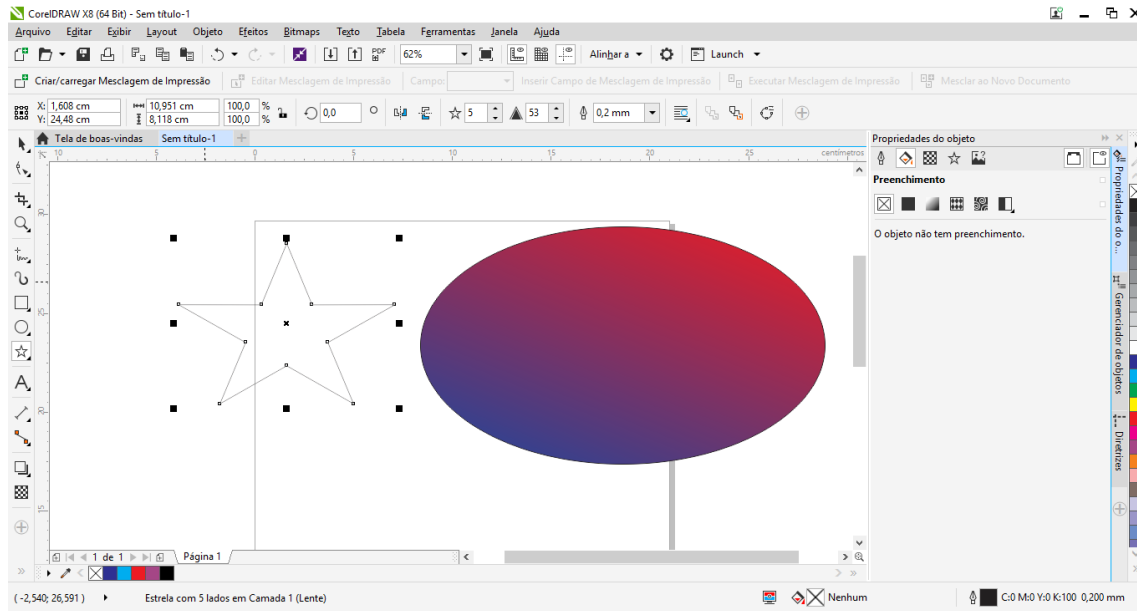 CorelDRAW X8 (64 Bit) - Sem título-1
Arquivo Editar Exibir Layout Objeto Efeitos Bitmaps Texto Tabela Ferramentas Janela Ajuda
PDF 62% Alinhar a Launch
Criar/carregar Mesclagem de Impressão Editar Mesclagem de Impressão Campo: Inserir Campo de Mesclagem de Impressão Executar Mesclagem de Impressão Mesclar ao Novo Documento
X: 1,608 cm 10,951 cm 100,0 % 0,0 ° 5 53 0,2 mm
Y: 24,48 cm 8,118 cm 100,0 %
Tela de boas-vindas Sem título-1
Propriedades do objeto
10 5 0 5 10 15 20 25 centímetros
Preenchimento
O objeto não tem preenchimento.
Propriedades do o...
Gerenciador de objetos
Diretrizes
30
25
20
15
1 de 1 Página 1
( -2,540; 26,591 ) Estrela com 5 lados em Camada 1 (Lente) Nenhum C:0 M:0 Y:0 K:100 0,200 mm